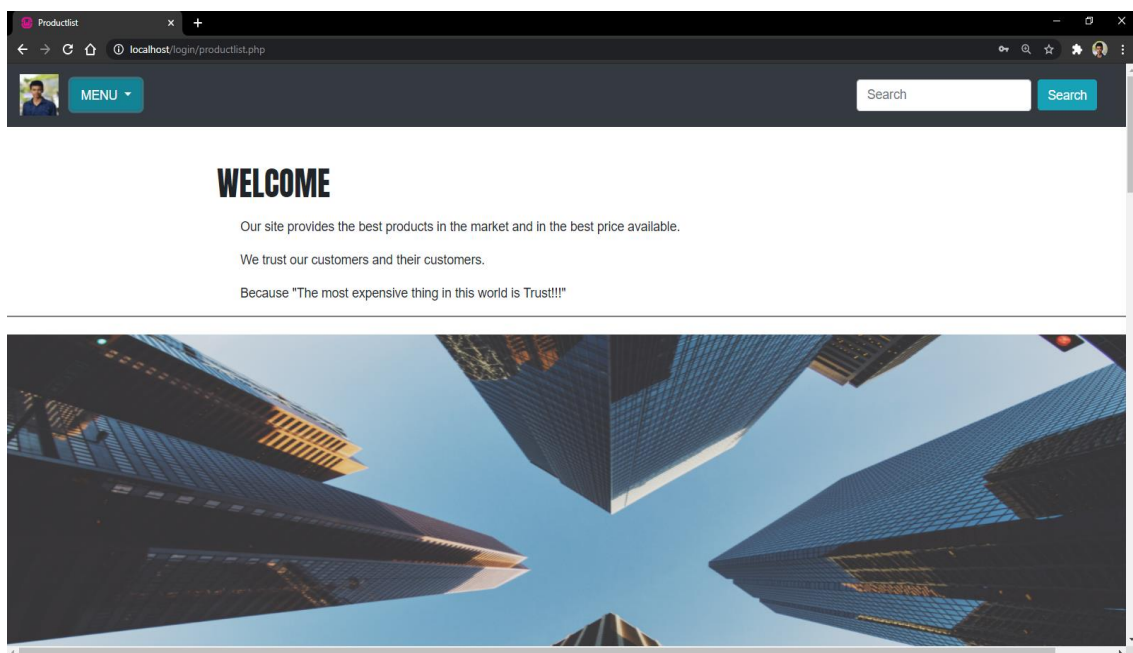 Productlist
localhost/login/productlist.php
MENU
Search
Search
WELCOME
Our site provides the best products in the market and in the best price available.
We trust our customers and their customers.
Because "The most expensive thing in this world is Trust!!!"